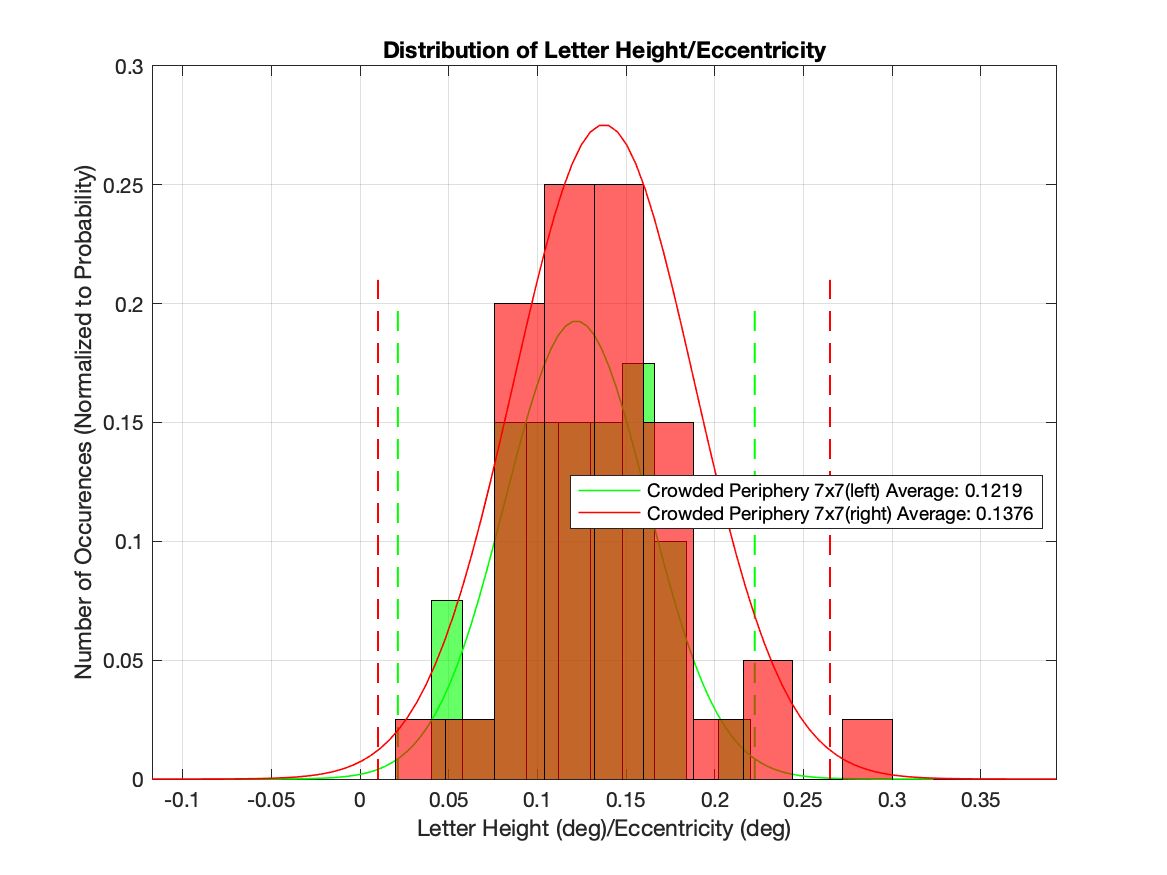 Distribution of Letter Height/Eccentricity
Number of Occurences (Normalized to Probability)
0.3
0.25
0.2
0.15
0.1
0.05
0
Crowded Periphery 7x7(left) Average: 0.1219
Crowded Periphery 7x7(right) Average: 0.1376
-0.1 -0.05 0 0.05 0.1 0.15 0.2 0.25 0.3 0.35
Letter Height (deg)/Eccentricity (deg)